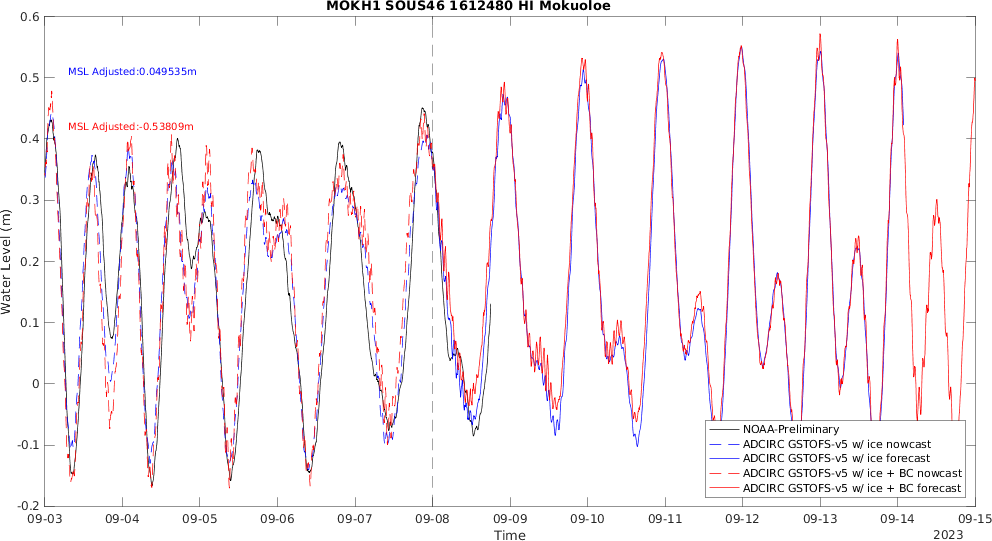 MOKH1 SOUS46 1612480 HI Mokuoloe
0.6
0.5
0.4
0.3
0.2
0.1
0
-0.1
-0.2
Water Level (m)
MSL Adjusted:0.049535m
MSL Adjusted:-0.53809m
NOAA-Preliminary
ADCIRC GSTOFS-v5 w/ ice nowcast
ADCIRC GSTOFS-v5 w/ ice forecast
ADCIRC GSTOFS-v5 w/ ice + BC nowcast
ADCIRC GSTOFS-v5 w/ ice + BC forecast
09-03 09-04 09-05 09-06 09-07 09-08 09-09 09-10 09-11 09-12 09-13 09-14 09-15
Time
2023